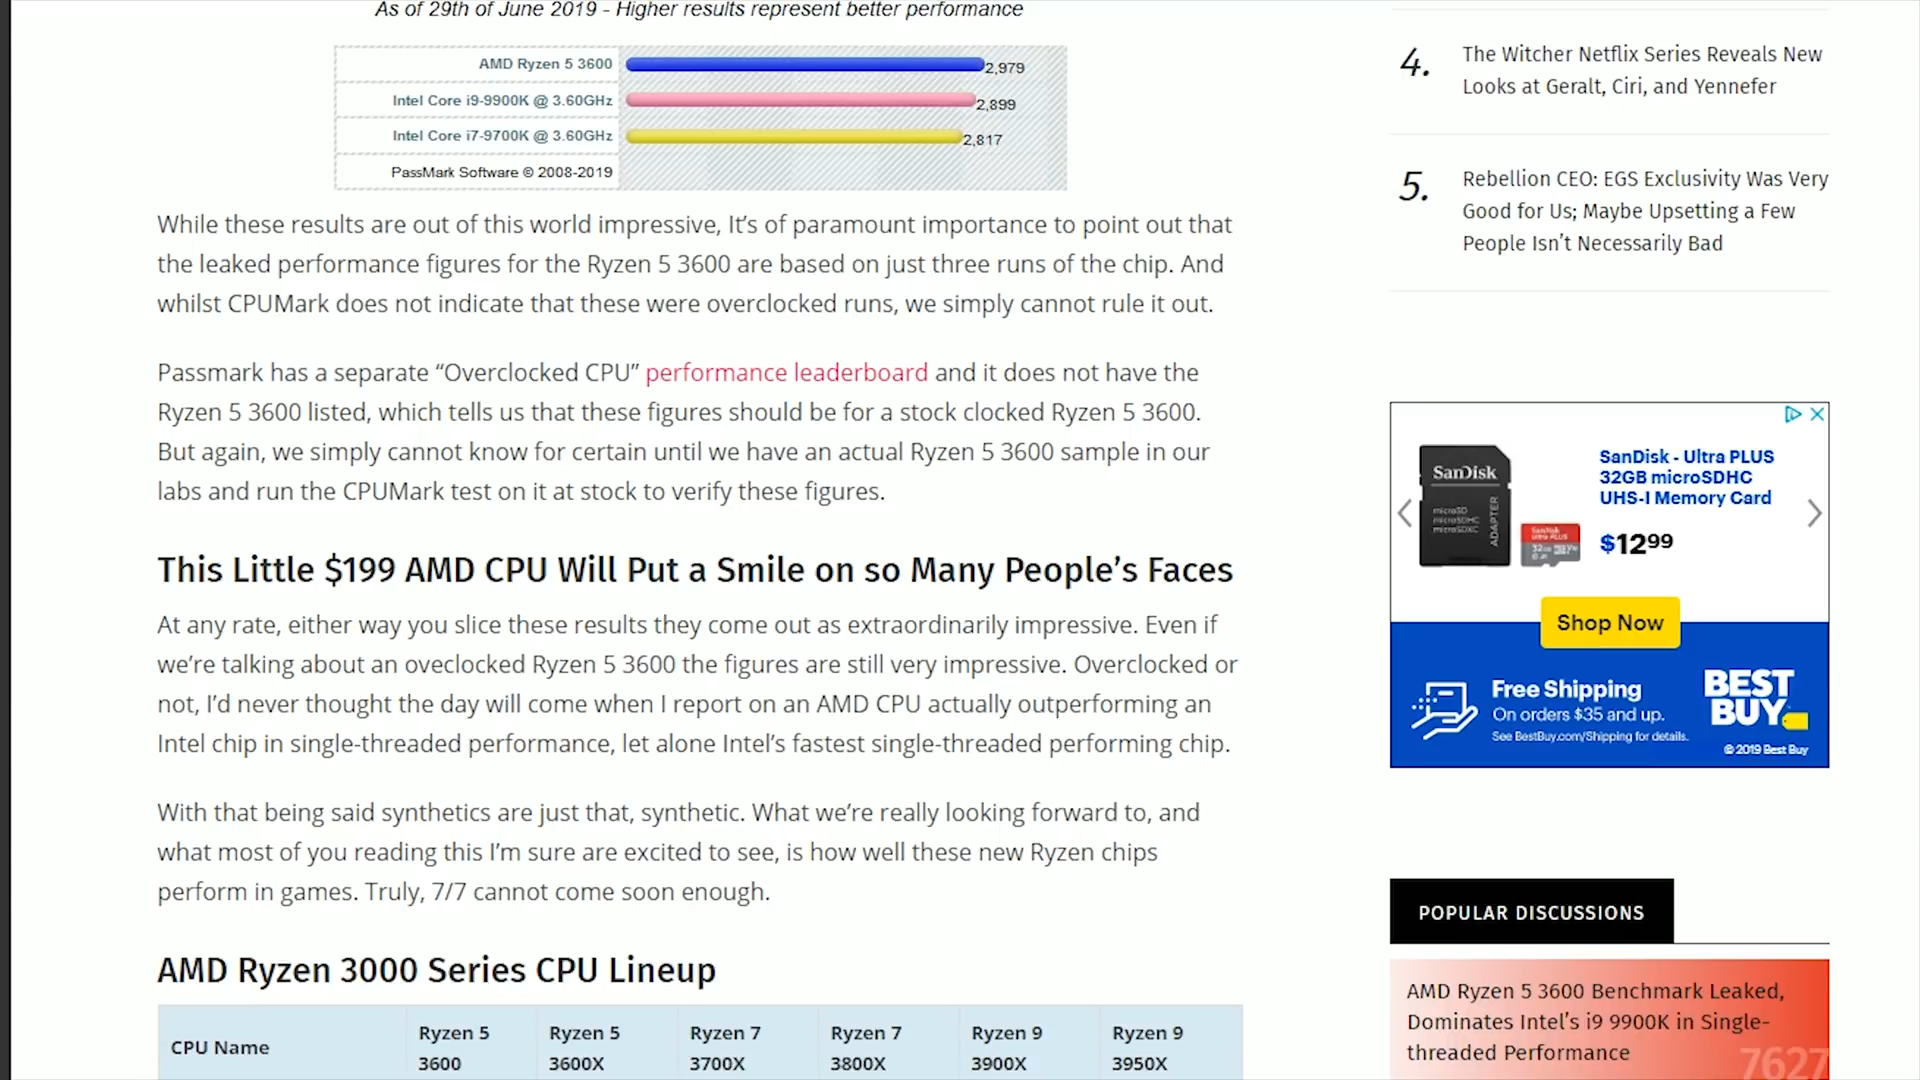 As of 29th of June 2019 - Higher results represent better performance
AMD Ryzen 5 3600
2,979
Intel Core i9-9900K @ 3.60GHz
2,899
Intel Core i7-9700K @ 3.60GHz
2,817
PassMark Software © 2008-2019
While these results are out of this world impressive, It’s of paramount importance to point out that
the leaked performance figures for the Ryzen 5 3600 are based on just three runs of the chip. And
whilst CPUMark does not indicate that these were overclocked runs, we simply cannot rule it out.
Passmark has a separate “Overclocked CPU” performance leaderboard and it does not have the
Ryzen 5 3600 listed, which tells us that these figures should be for a stock clocked Ryzen 5 3600.
But again, we simply cannot know for certain until we have an actual Ryzen 5 3600 sample in our
labs and run the CPUMark test on it at stock to verify these figures.
This Little $199 AMD CPU Will Put a Smile on so Many People’s Faces
At any rate, either way you slice these results they come out as extraordinarily impressive. Even if
we’re talking about an oveclocked Ryzen 5 3600 the figures are still very impressive. Overclocked or
not, I’d never thought the day will come when I report on an AMD CPU actually outperforming an
Intel chip in single-threaded performance, let alone Intel’s fastest single-threaded performing chip.
With that being said synthetics are just that, synthetic. What we’re really looking forward to, and
what most of you reading this I’m sure are excited to see, is how well these new Ryzen chips
perform in games. Truly, 7/7 cannot come soon enough.
AMD Ryzen 3000 Series CPU Lineup
CPU Name
Ryzen 5
3600
Ryzen 5
3600X
Ryzen 7
3700X
Ryzen 7
3800X
Ryzen 9
3900X
Ryzen 9
3950X
4.
The Witcher Netflix Series Reveals New
Looks at Geralt, Ciri, and Yennefer
5.
Rebellion CEO: EGS Exclusivity Was Very
Good for Us; Maybe Upsetting a Few
People Isn’t Necessarily Bad
SanDisk
microSD
microSDHC
microSDXC
ADAPTER
SanDisk
Ultra PLUS
SanDisk - Ultra PLUS
32GB microSDHC
UHS-I Memory Card
$1299
Shop Now
Free Shipping
On orders $35 and up.
See BestBuy.com/Shipping for details.
BEST
BUY
© 2019 Best Buy
POPULAR DISCUSSIONS
AMD Ryzen 5 3600 Benchmark Leaked,
Dominates Intel’s i9 9900K in Single-
threaded Performance
7627